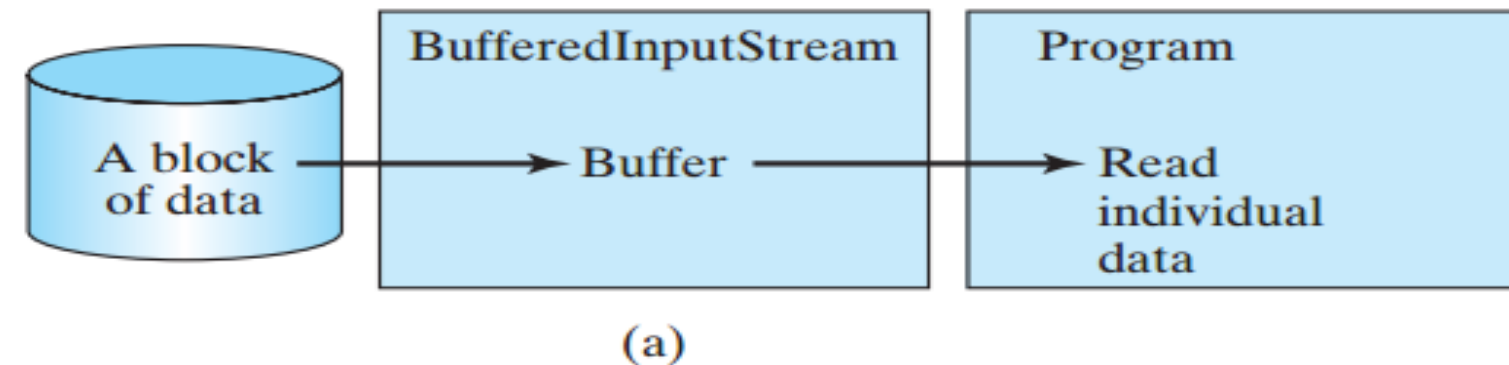 BufferedInputStream
Program
A block
of data
Buffer
Read
individual
data
(a)